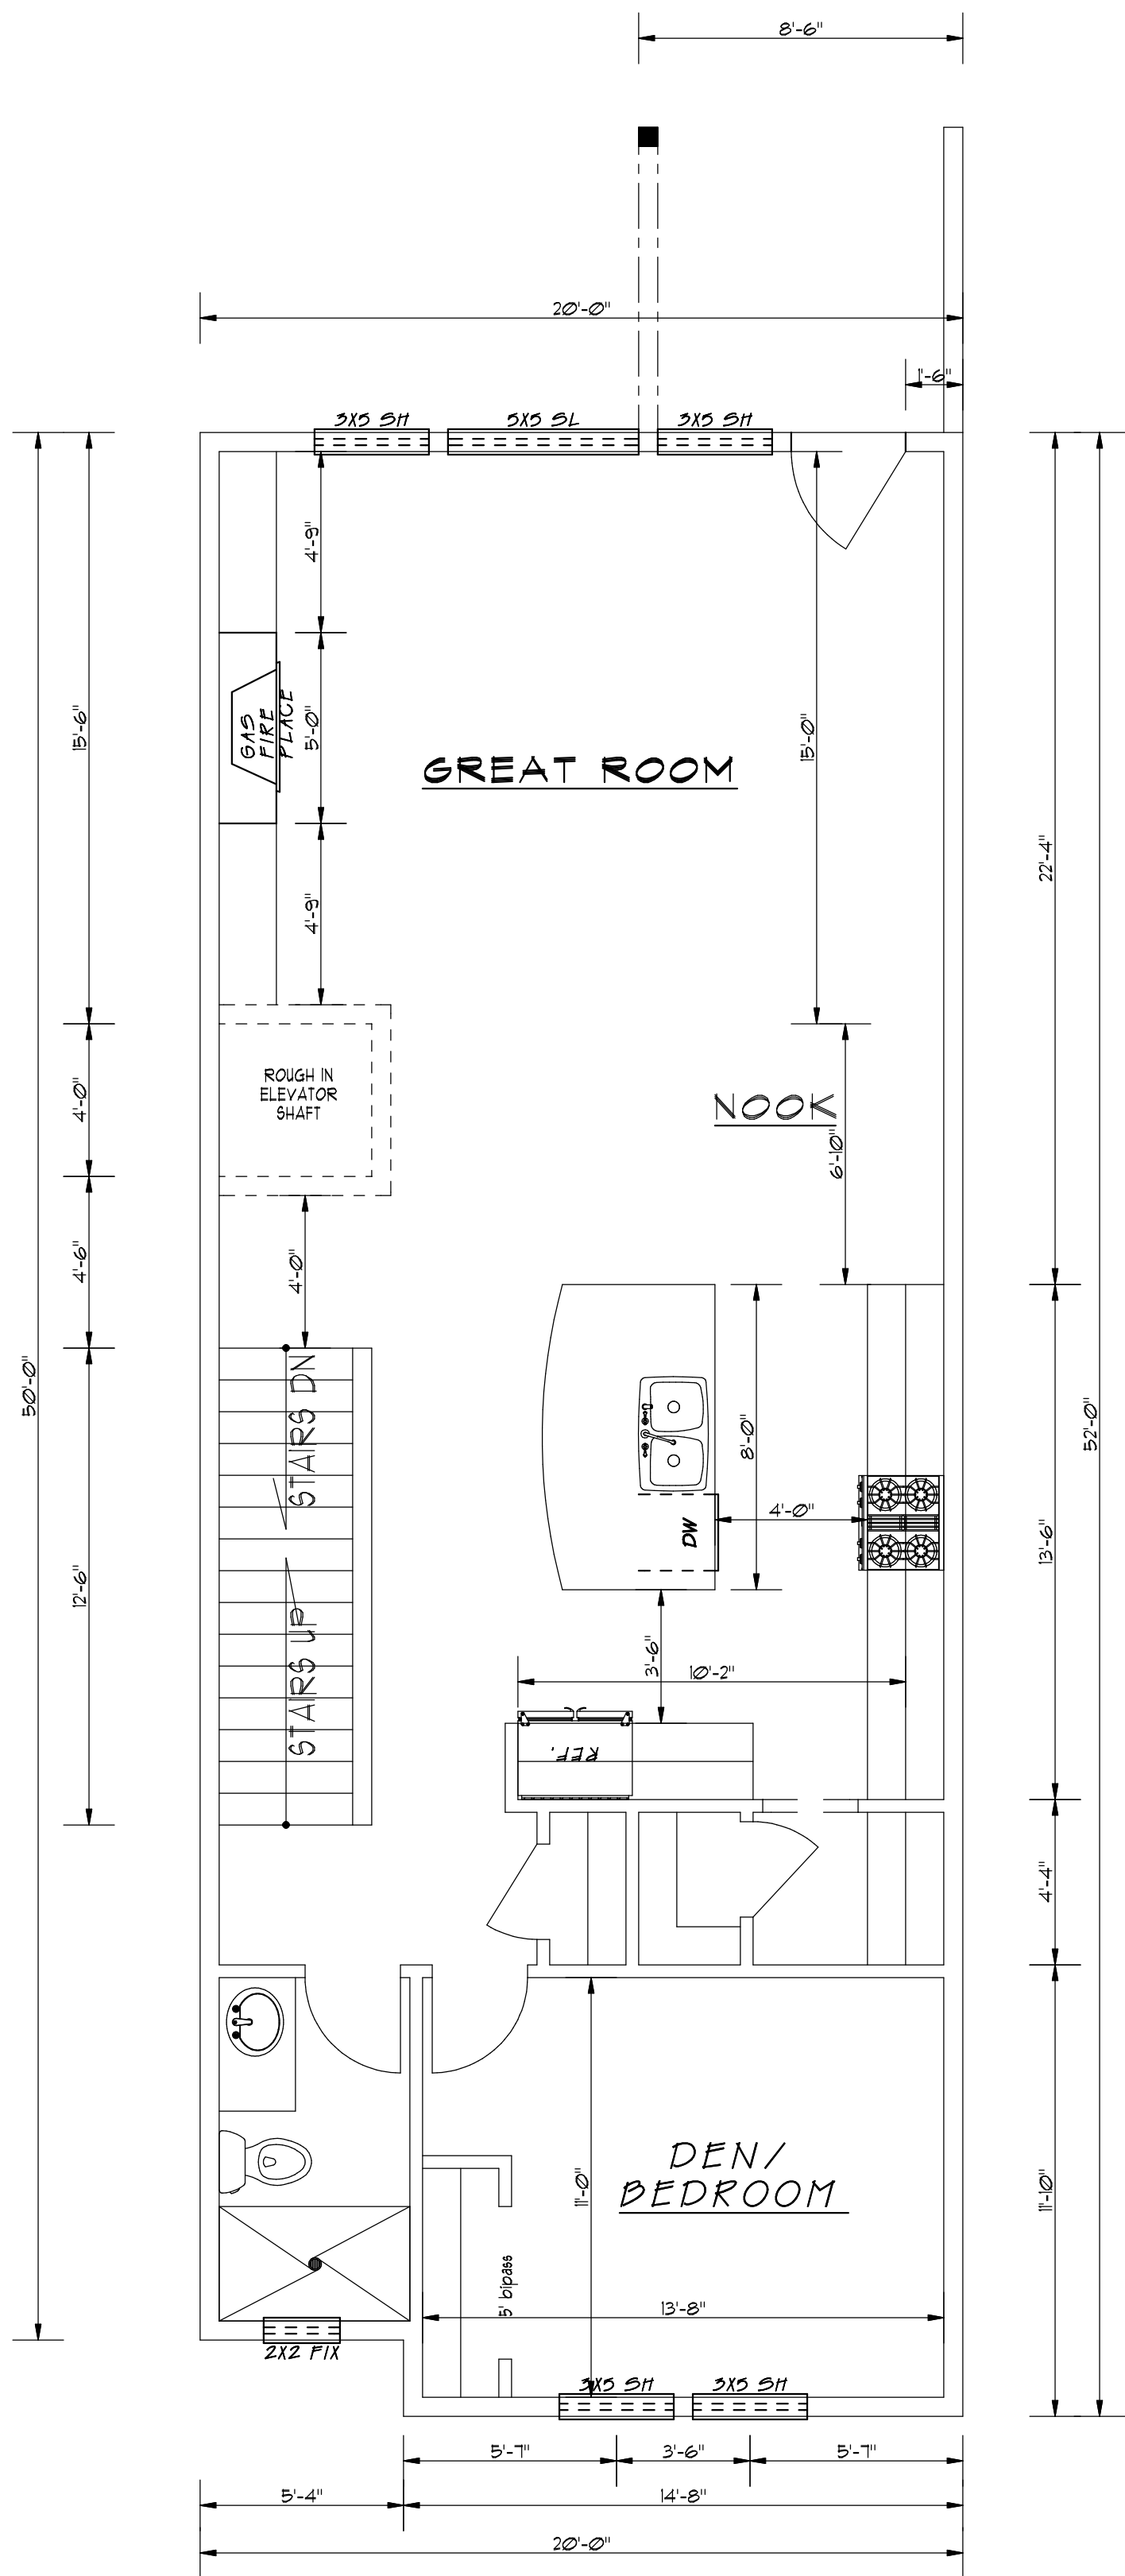 8'-6"
20'-0"
1'-6"
3X5 SH
5X5 SL
3X5 SH
4'-9"
15'-6"
GAS
FIRE
PLACE
5'-0"
15'-0"
GREAT ROOM
22'-4"
4'-9"
ROUGH IN
ELEVATOR
SHAFT
4'-0"
NOOK
6'-10"
4'-6"
4'-0"
50'-0"
STAIRS DN
8'-0"
52'-0"
4'-0"
DW
13'-6"
12'-6"
STAIRS UP
3'-6"
10'-2"
REF.
4'-4"
DEN/
BEDROOM
11'-0"
11'-10"
5' bipass
13'-8"
2X2 FIX
3X5 SH
3X5 SH
5'-7"
3'-6"
5'-7"
5'-4"
14'-8"
20'-0"